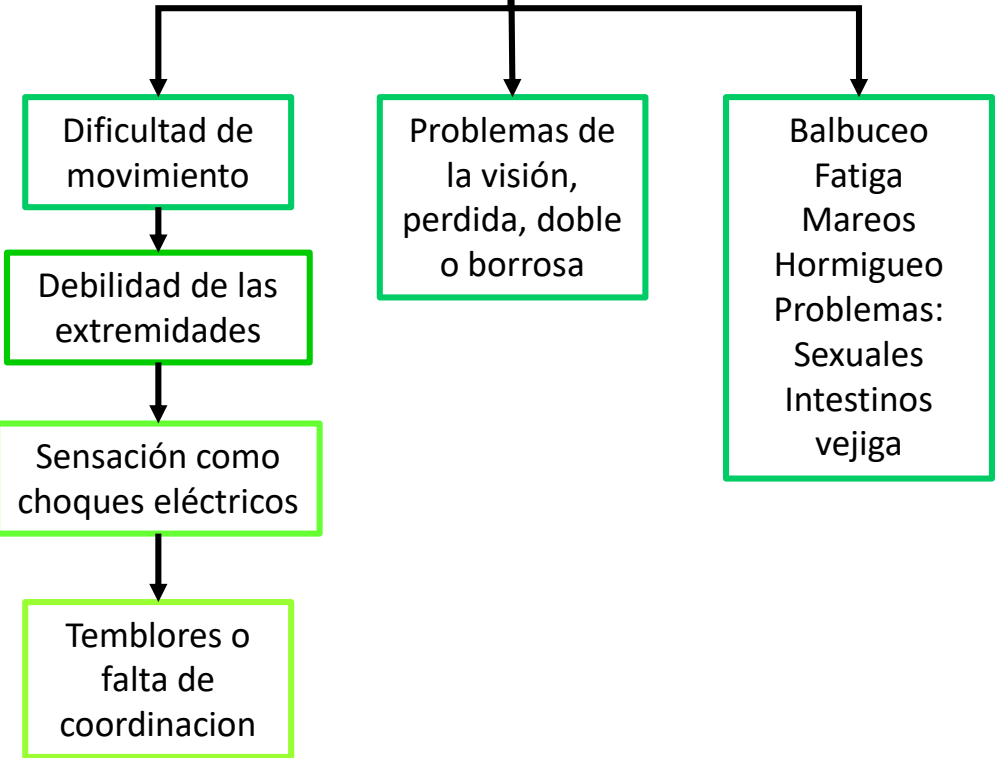 Dificultad de
movimiento
Debilidad de las
extremidades
Sensación como
choques eléctricos
Temblores o
falta de
coordinacion
Problemas de
la visión,
perdida, doble
o borrosa
Balbuceo
Fatiga
Mareos
Hormigueo
Problemas:
Sexuales
Intestinos
vejiga